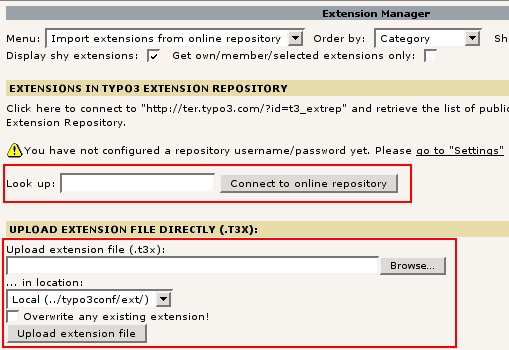 Extension Manager
Menu: Import extensions from online repository Order by: Category Sh
Display shy extensions: Get own/member/selected extensions only:
EXTENSIONS IN TYPO3 EXTENSION REPOSITORY
Click here to connect to "http://ter.typo3.com/?id=t3_extrep" and retrieve the list of public
Extension Repository.
You have not configured a repository username/password yet. Please go to "Settings"
Look up: Connect to online repository
UPLOAD EXTENSION FILE DIRECTLY (.T3X):
Upload extension file (.t3x):
Browse...
... in location:
Local (../typo3conf/ext/)
Overwrite any existing extension!
Upload extension file